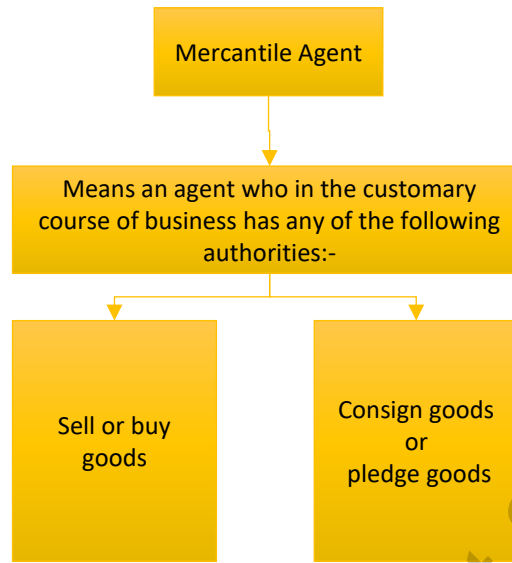 Mercantile Agent
Means an agent who in the customary
course of business has any of the following
authorities:-
Sell or buy
goods
Consign goods
or
pledge goods